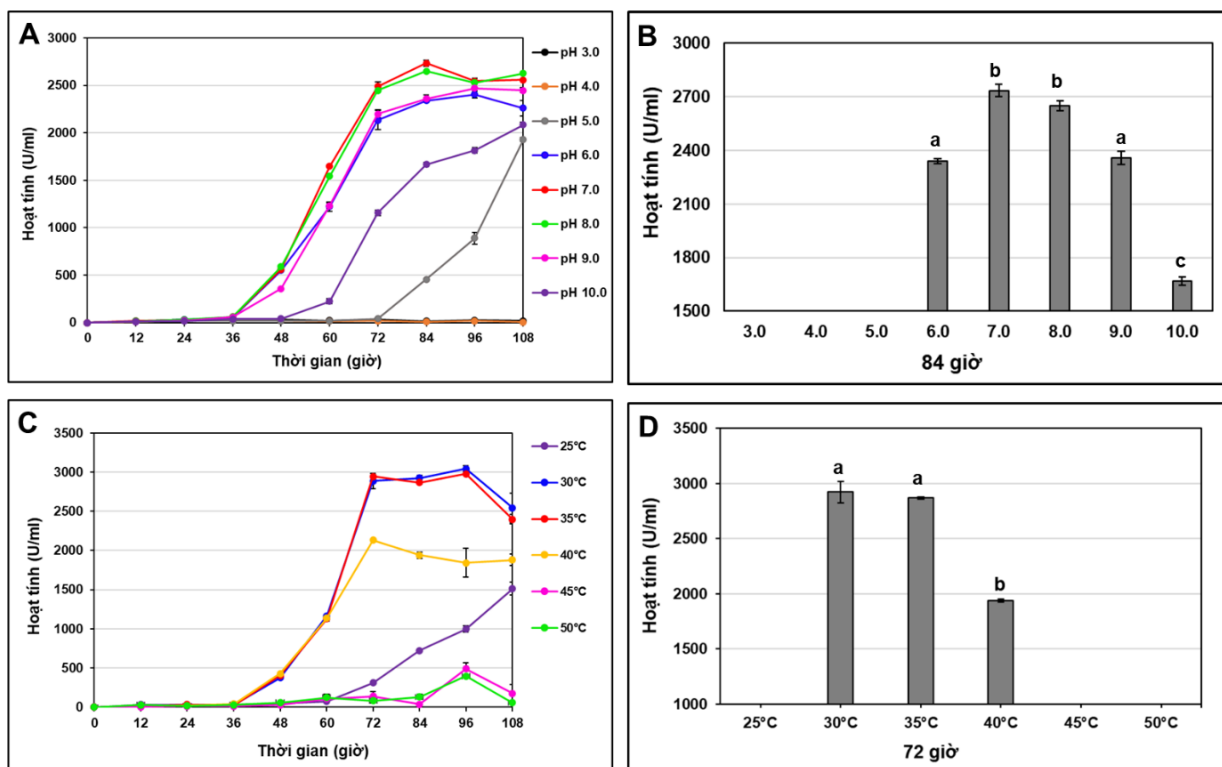 A
Hoạt tính (U/ml)
3000
2500
2000
1500
1000
500
0
0 12 24 36 48 60 72 84 96 108
Thời gian (giờ)
pH 3.0
pH 4.0
pH 5.0
pH 6.0
pH 7.0
pH 8.0
pH 9.0
pH 10.0
B
Hoạt tính (U/ml)
3000
2700
2400
2100
1800
1500
a b b a c
3.0 4.0 5.0 6.0 7.0 8.0 9.0 10.0
84 giờ
C
Hoạt tính (U/ml)
3500
3000
2500
2000
1500
1000
500
0
0 12 24 36 48 60 72 84 96 108
Thời gian (giờ)
25°C
30°C
35°C
40°C
45°C
50°C
D
Hoạt tính (U/ml)
3500
3000
2500
2000
1500
1000
a a b
25°C 30°C 35°C 40°C 45°C 50°C
72 giờ